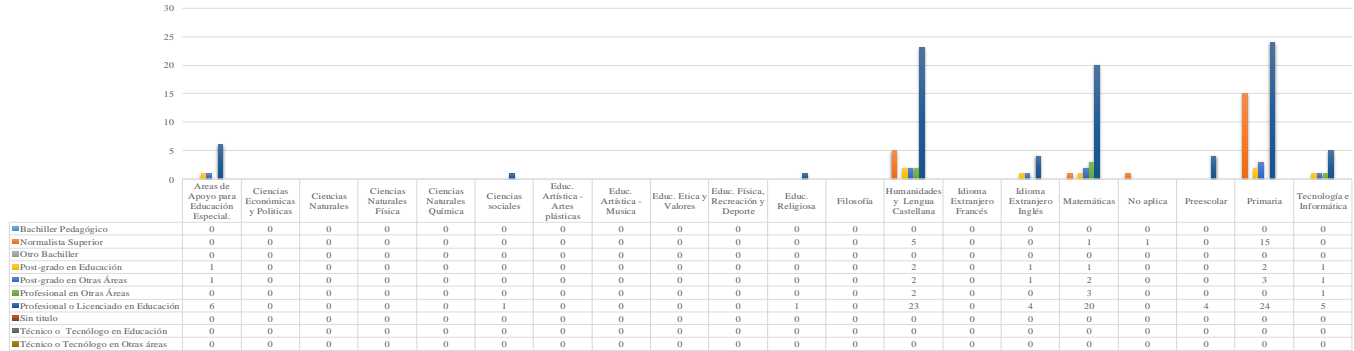 30
25
20
15
10
5
0
Areas de Apoyo para Educación Especial. Ciencias Económicas y Politicas Ciencias Naturales Ciencias Naturales Física Ciencias Naturales Química Ciencias sociales Educ. Artística - Artes plásticas Educ. Artística - Musica Educ. Etica y Valores Educ. Física, Recreación y Deporte Educ. Religiosa Filosofía Humanidades y Lengua Castellana Idioma Extranjero Francés Idioma Extranjero Inglés Matemáticas No aplica Preescolar Primaria Tecnología e Informática
Bachiller Pedagógico 0 0 0 0 0 0 0 0 0 0 0 0 0 0 0 0 0 0 0 0
Normalista Superior 0 0 0 0 0 0 0 0 0 0 0 0 5 0 0 1 1 0 15 0
Otro Bachiller 0 0 0 0 0 0 0 0 0 0 0 0 0 0 0 0 0 0 0 0
Post-grado en Educación 1 0 0 0 0 0 0 0 0 0 0 0 2 0 1 1 0 0 2 1
Post-grado en Otras Áreas 1 0 0 0 0 0 0 0 0 0 0 0 2 0 1 2 0 0 3 1
Profesional en Otras Áreas 0 0 0 0 0 0 0 0 0 0 0 0 2 0 0 3 0 0 0 1
Profesional o Licenciado en Educación 6 0 0 0 0 1 0 0 0 0 1 0 23 0 4 20 0 4 24 5
Sin titulo 0 0 0 0 0 0 0 0 0 0 0 0 0 0 0 0 0 0 0 0
Técnico o Tecnólogo en Educación 0 0 0 0 0 0 0 0 0 0 0 0 0 0 0 0 0 0 0 0
Técnico o Tecnólogo en Otras áreas 0 0 0 0 0 0 0 0 0 0 0 0 0 0 0 0 0 0 0 0